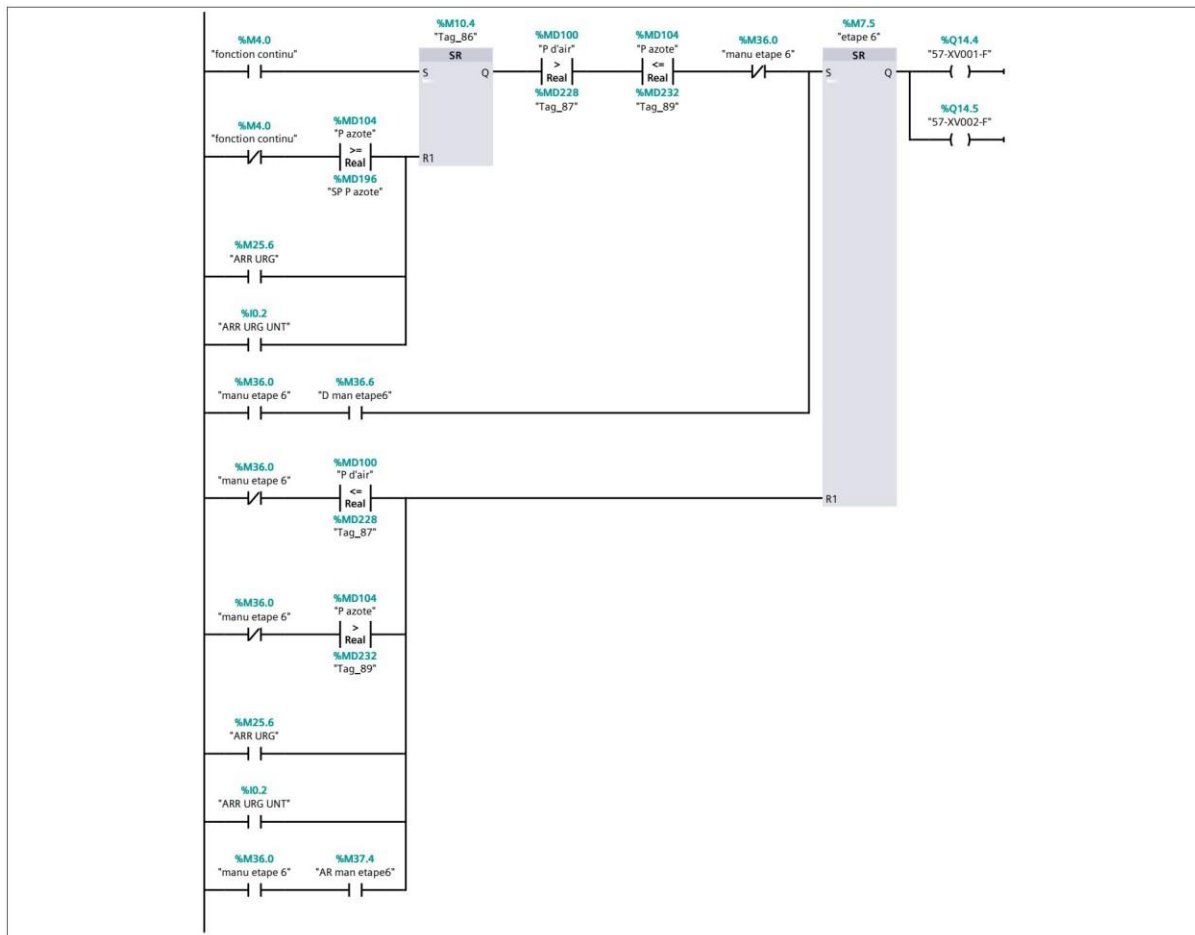 %M4.0
"fonction continu"
%M10.4
"Tag_86"
SR
S
Q
%MD100
"P d'air"
>
Real
%MD228
"Tag_87"
%MD104
"P azote"
<=
Real
%MD232
"Tag_89"
%M36.0
"manu etape 6"
%M7.5
"etape 6"
SR
S
Q
%Q14.4
"57-XV001-F"
%Q14.5
"57-XV002-F"
%M4.0
"fonction continu"
%MD104
"P azote"
>=
Real
%MD196
"SP P azote"
R1
%M25.6
"ARR URG"
%I0.2
"ARR URG UNT"
%M36.0
"manu etape 6"
%M36.6
"D man etape6"
%M36.0
"manu etape 6"
%MD100
"P d'air"
<=
Real
%MD228
"Tag_87"
R1
%M36.0
"manu etape 6"
%MD104
"P azote"
>
Real
%MD232
"Tag_89"
%M25.6
"ARR URG"
%I0.2
"ARR URG UNT"
%M36.0
"manu etape 6"
%M37.4
"AR man etape6"